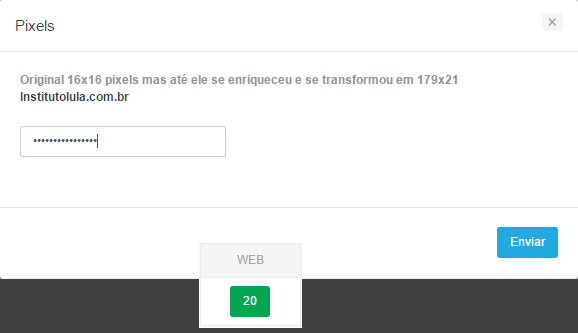 Pixels
×
Original 16x16 pixels mas até ele se enriqueceu e se transformou em 179x21
Institutolula.com.br
••••••••••••••••
Enviar
WEB
20